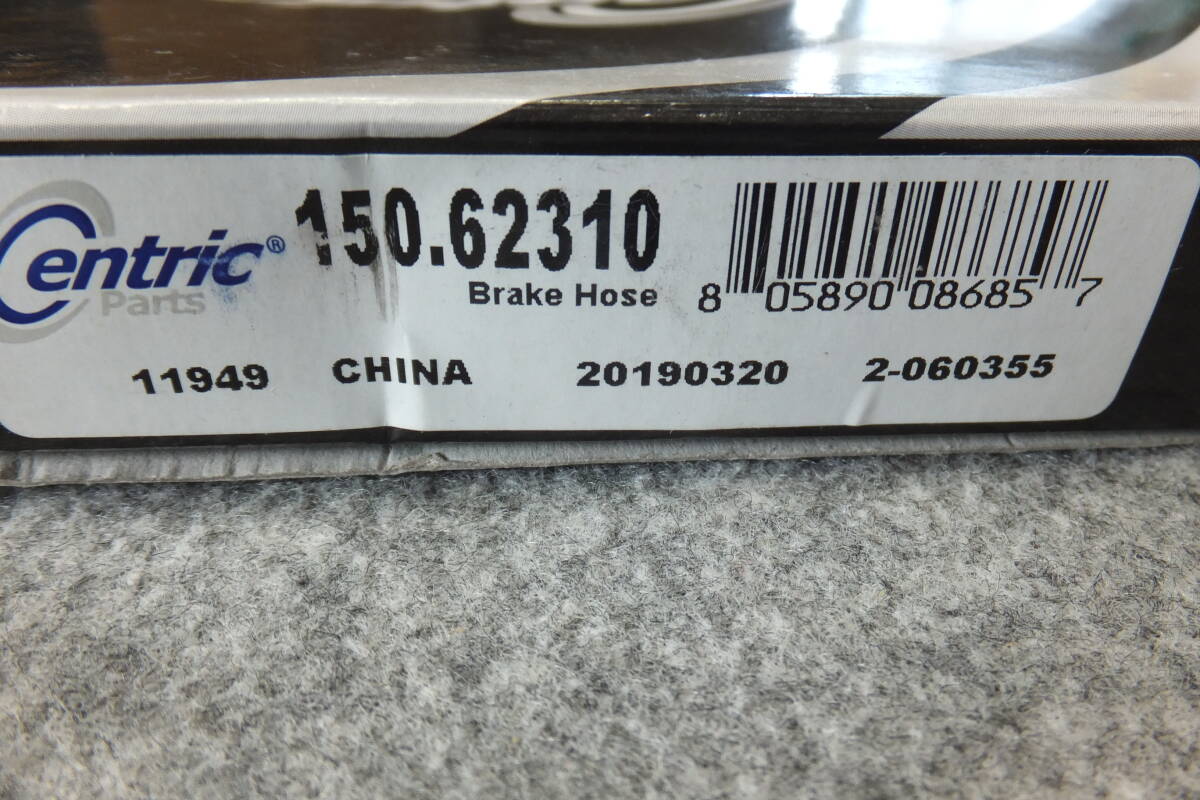 Centric®
Parts
150.62310
Brake Hose
8 05890 08685 7
11949 CHINA 20190320 2-060355